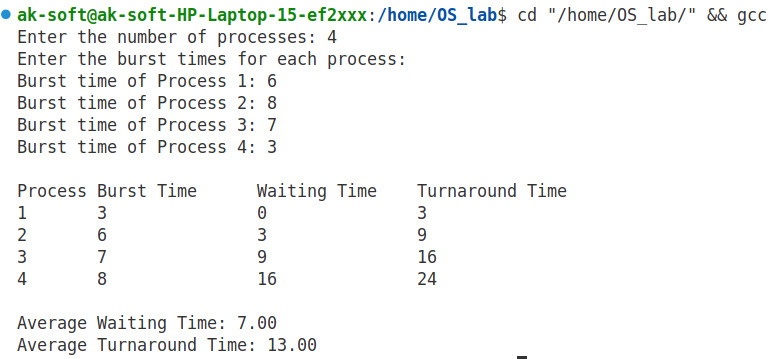 ak-soft@ak-soft-HP-Laptop-15-ef2xxx:/home/OS_lab$ cd "/home/OS_lab/" && gcc
Enter the number of processes: 4
Enter the burst times for each process:
Burst time of Process 1: 6
Burst time of Process 2: 8
Burst time of Process 3: 7
Burst time of Process 4: 3

Process Burst Time      Waiting Time    Turnaround Time
1       3               0               3
2       6               3               9
3       7               9               16
4       8               16              24

Average Waiting Time: 7.00
Average Turnaround Time: 13.00